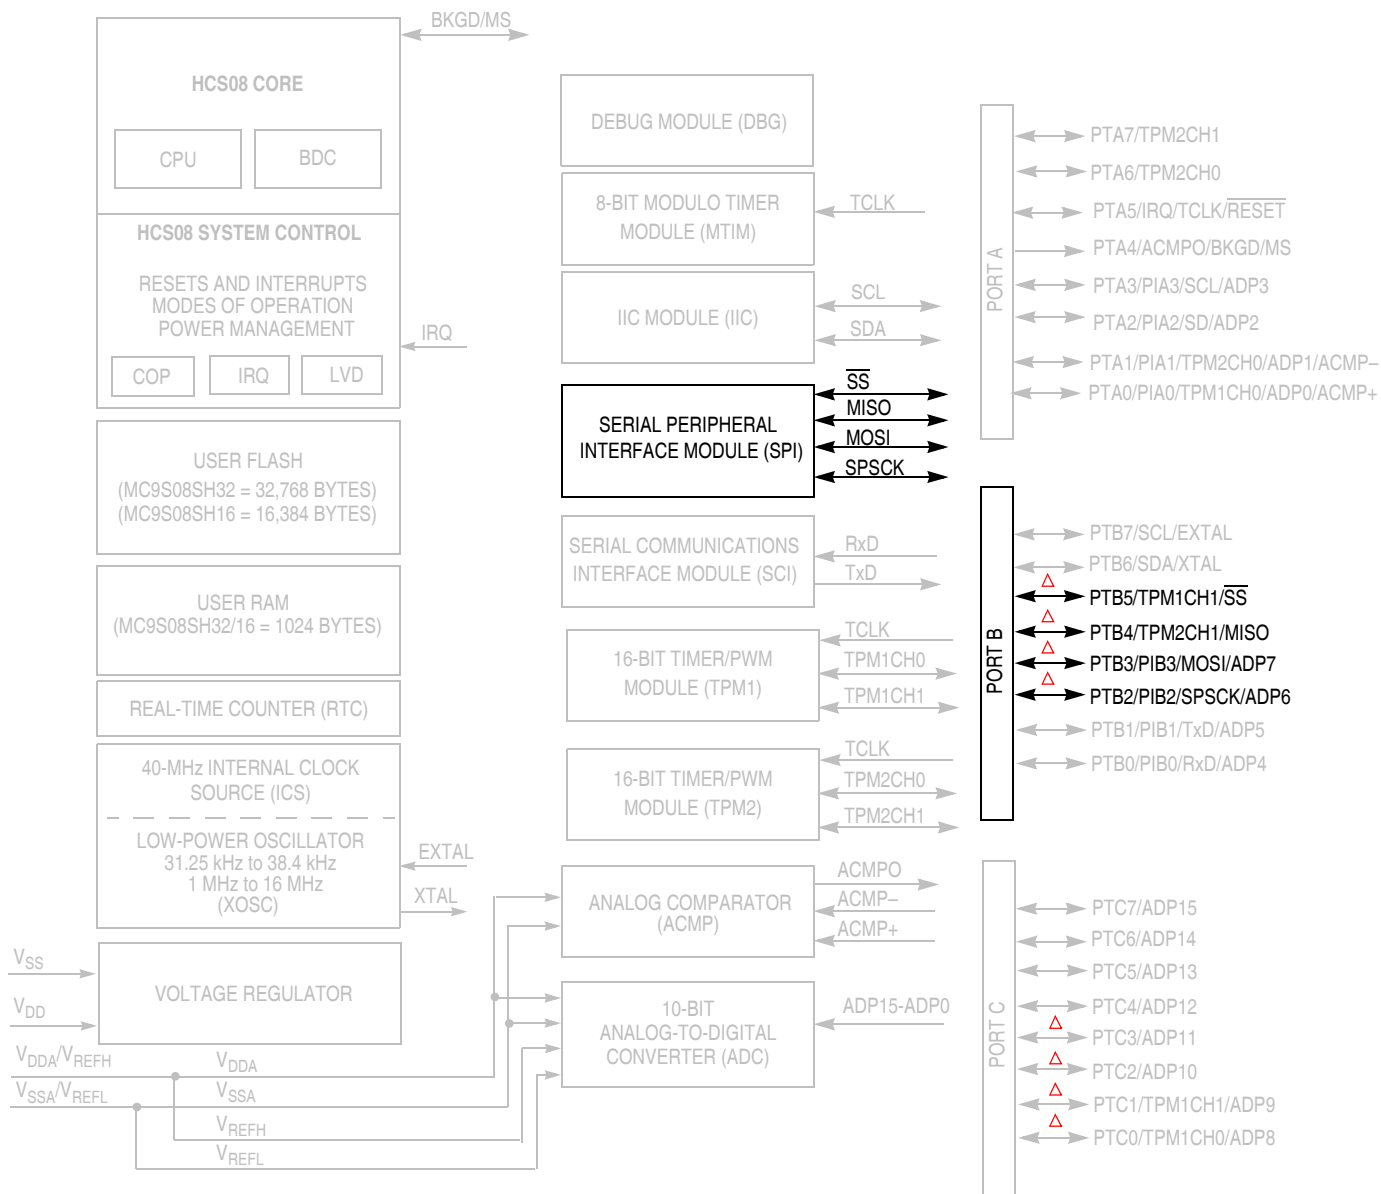 BKGD/MS
HCS08 CORE
CPU
BDC
HCS08 SYSTEM CONTROL
RESETS AND INTERRUPTS
MODES OF OPERATION
POWER MANAGEMENT
IRQ
COP
IRQ
LVD
USER FLASH
(MC9S08SH32 = 32,768 BYTES)
(MC9S08SH16 = 16,384 BYTES)
USER RAM
(MC9S08SH32/16 = 1024 BYTES)
REAL-TIME COUNTER (RTC)
40-MHz INTERNAL CLOCK
SOURCE (ICS)
LOW-POWER OSCILLATOR
31.25 kHz to 38.4 kHz
1 MHz to 16 MHz
(XOSC)
EXTAL
XTAL
VSS
VDD
VOLTAGE REGULATOR
VDDA/VREFH
VSSA/VREFL
VDDA
VSSA
VREFH
VREFL
DEBUG MODULE (DBG)
8-BIT MODULO TIMER
MODULE (MTIM)
TCLK
IIC MODULE (IIC)
SCL
SDA
SERIAL PERIPHERAL
INTERFACE MODULE (SPI)
SS
MISO
MOSI
SPSCK
SERIAL COMMUNICATIONS
INTERFACE MODULE (SCI)
RxD
TxD
16-BIT TIMER/PWM
MODULE (TPM1)
TCLK
TPM1CH0
TPM1CH1
16-BIT TIMER/PWM
MODULE (TPM2)
TCLK
TPM2CH0
TPM2CH1
ANALOG COMPARATOR
(ACMP)
ACMPO
ACMP–
ACMP+
10-BIT
ANALOG-TO-DIGITAL
CONVERTER (ADC)
ADP15-ADP0
PORT A
PTA7/TPM2CH1
PTA6/TPM2CH0
PTA5/IRQ/TCLK/RESET
PTA4/ACMPO/BKGD/MS
PTA3/PIA3/SCL/ADP3
PTA2/PIA2/SD/ADP2
PTA1/PIA1/TPM2CH0/ADP1/ACMP–
PTA0/PIA0/TPM1CH0/ADP0/ACMP+
PORT B
PTB7/SCL/EXTAL
PTB6/SDA/XTAL
PTB5/TPM1CH1/SS
PTB4/TPM2CH1/MISO
PTB3/PIB3/MOSI/ADP7
PTB2/PIB2/SPSCK/ADP6
PTB1/PIB1/TxD/ADP5
PTB0/PIB0/RxD/ADP4
PORT C
PTC7/ADP15
PTC6/ADP14
PTC5/ADP13
PTC4/ADP12
PTC3/ADP11
PTC2/ADP10
PTC1/TPM1CH1/ADP9
PTC0/TPM1CH0/ADP8